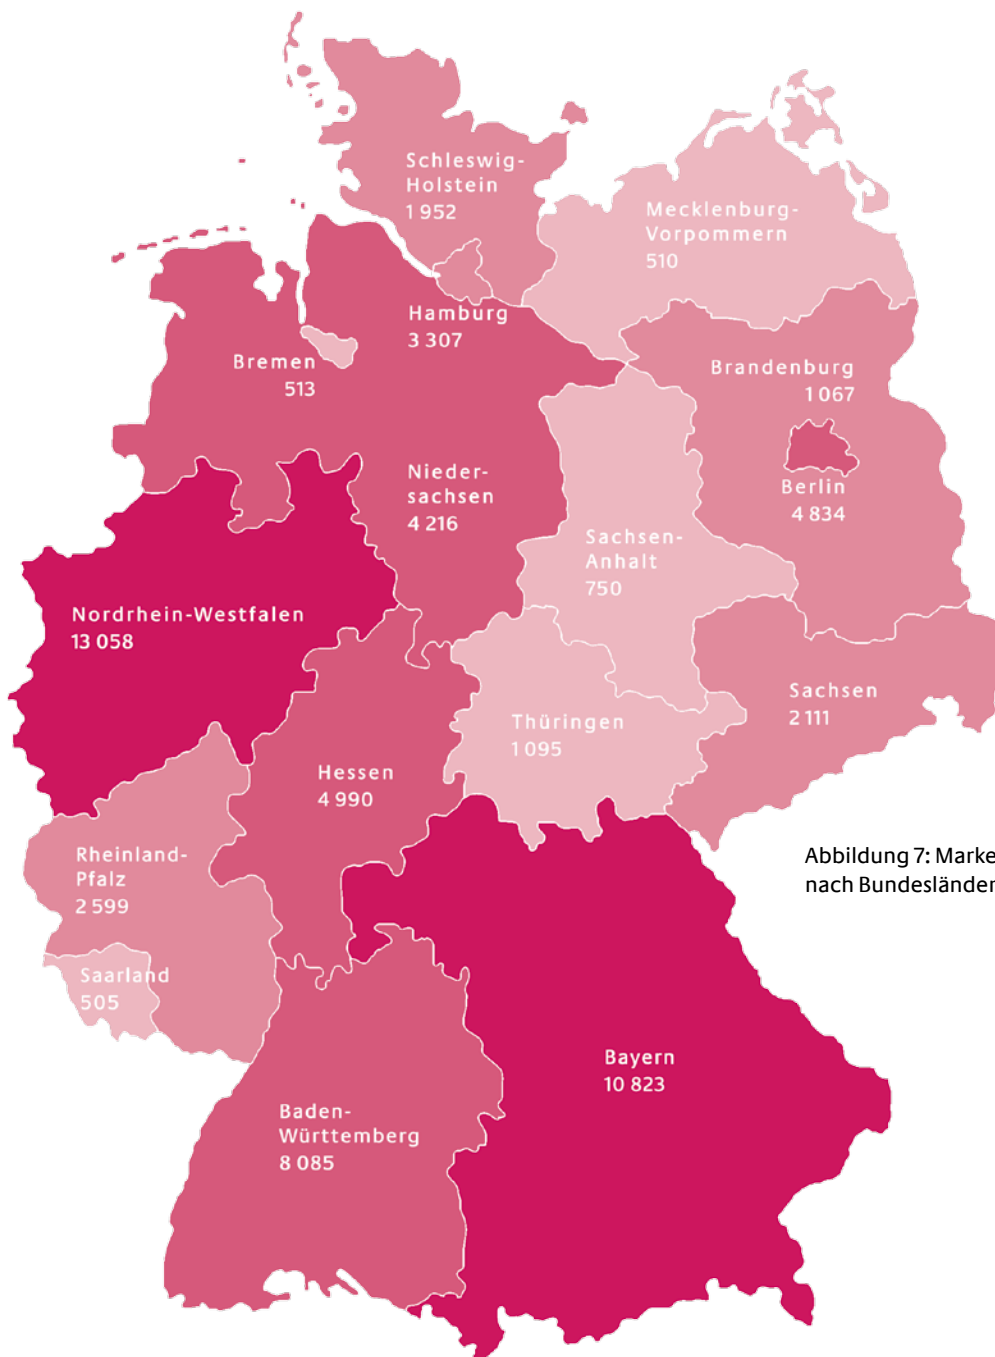 Schleswig-
Holstein
1 952
Mecklenburg-
Vorpommern
510
Hamburg
3 307
Bremen
513
Brandenburg
1 067
Nieder-
sachsen
4 216
Berlin
4 834
Sachsen-
Anhalt
750
Nordrhein-Westfalen
13 058
Sachsen
2 111
Thüringen
1 095
Hessen
4 990
Rheinland-
Pfalz
2 599
Abbildung 7: Marke
nach Bundesländer
Saarland
505
Bayern
10 823
Baden-
Württemberg
8 085